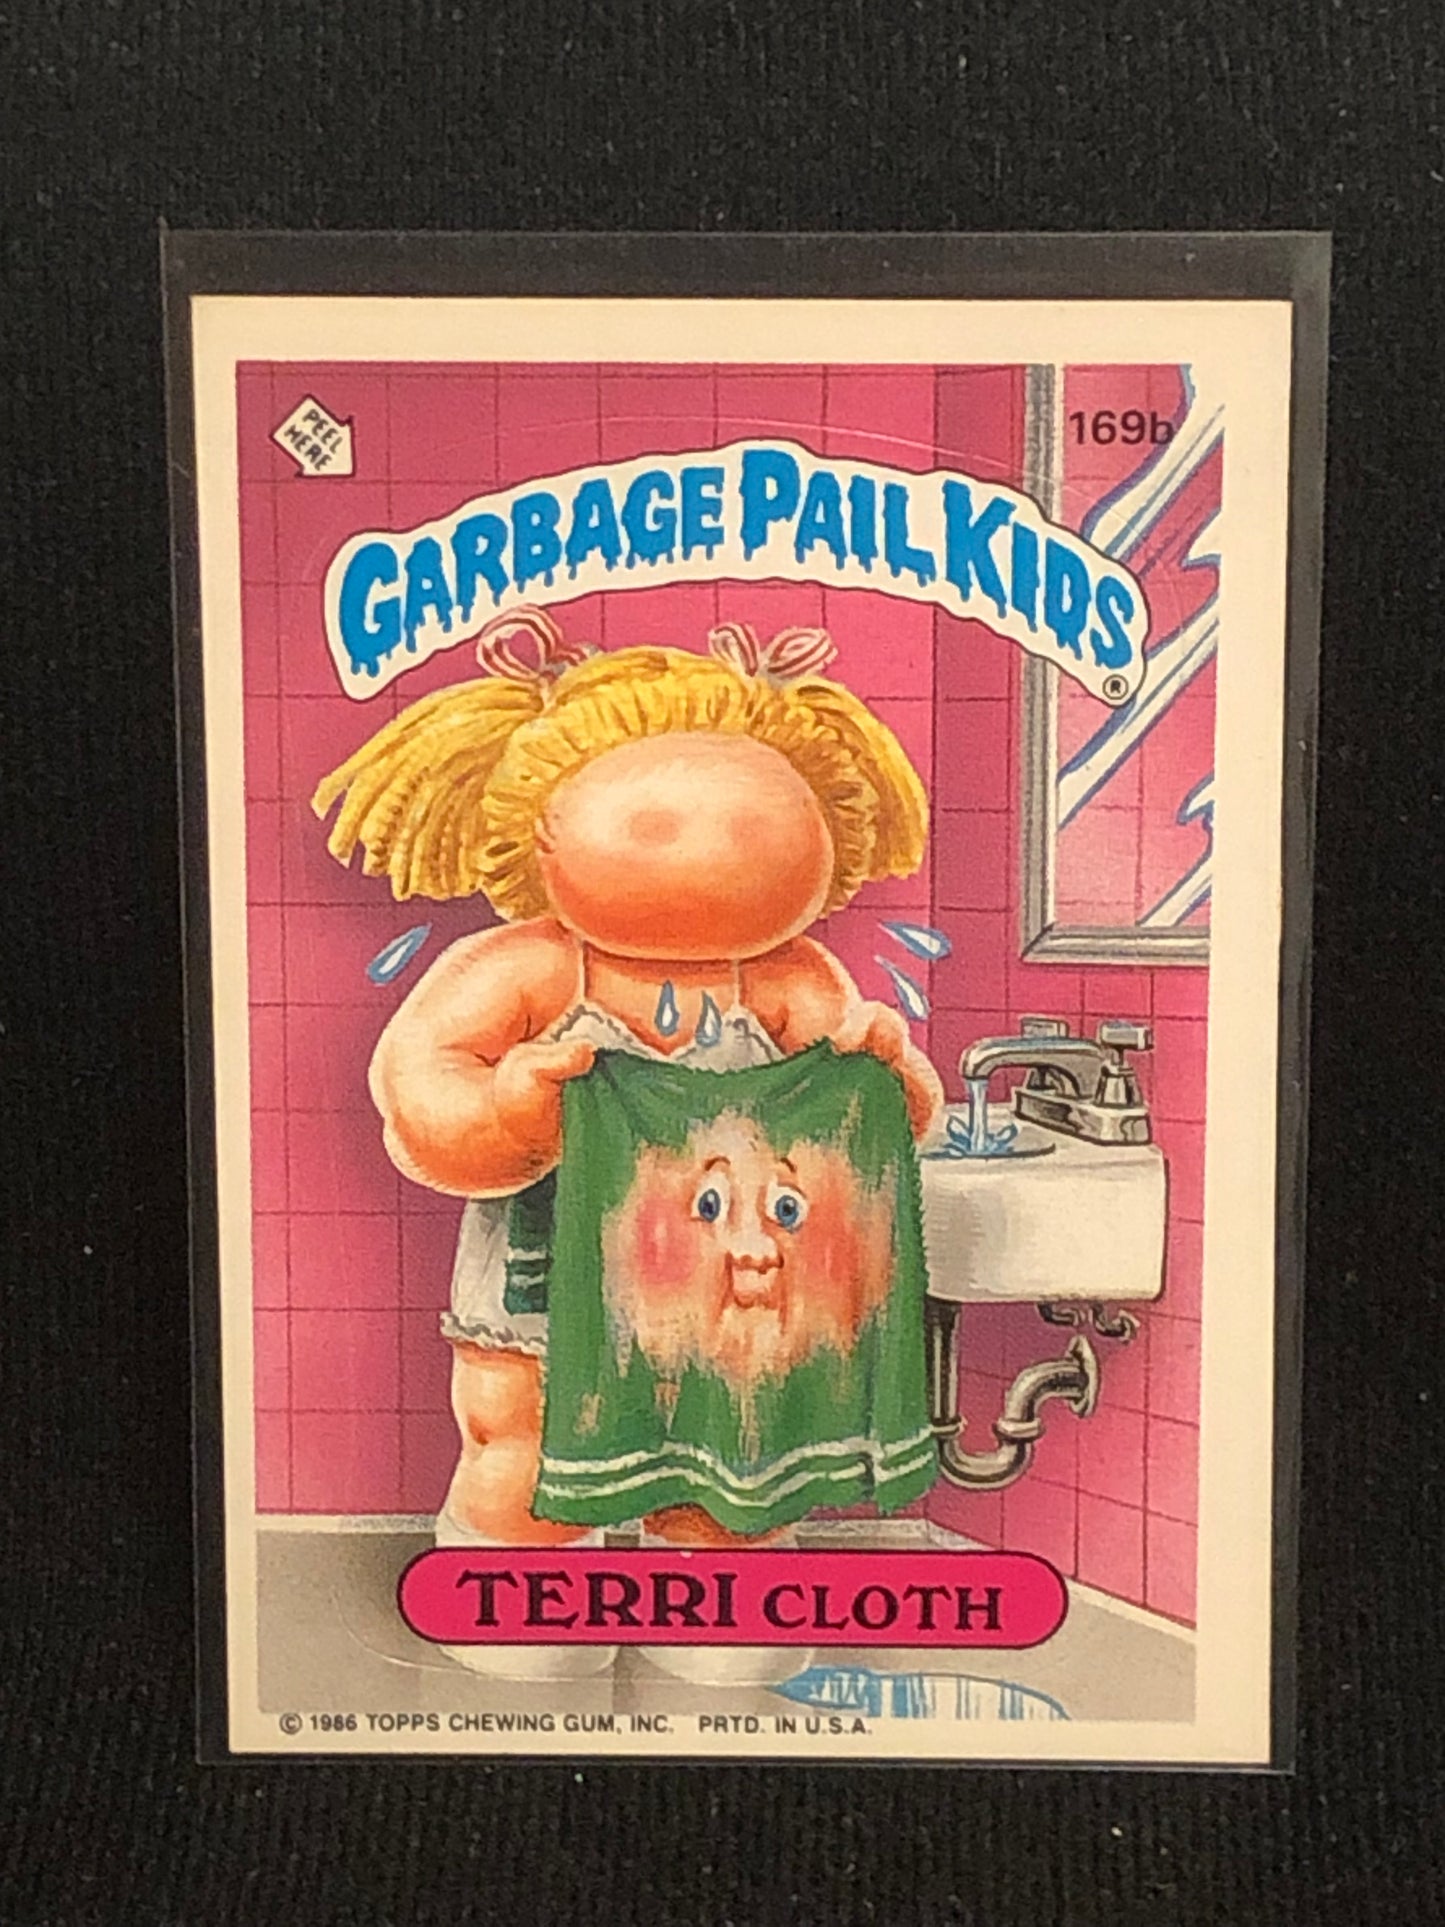 PEEL
HERE
169b
GARBAGE PAIL KIDS
®
TERRI CLOTH
© 1986 TOPPS CHEWING GUM, INC. PRTD. IN U.S.A.